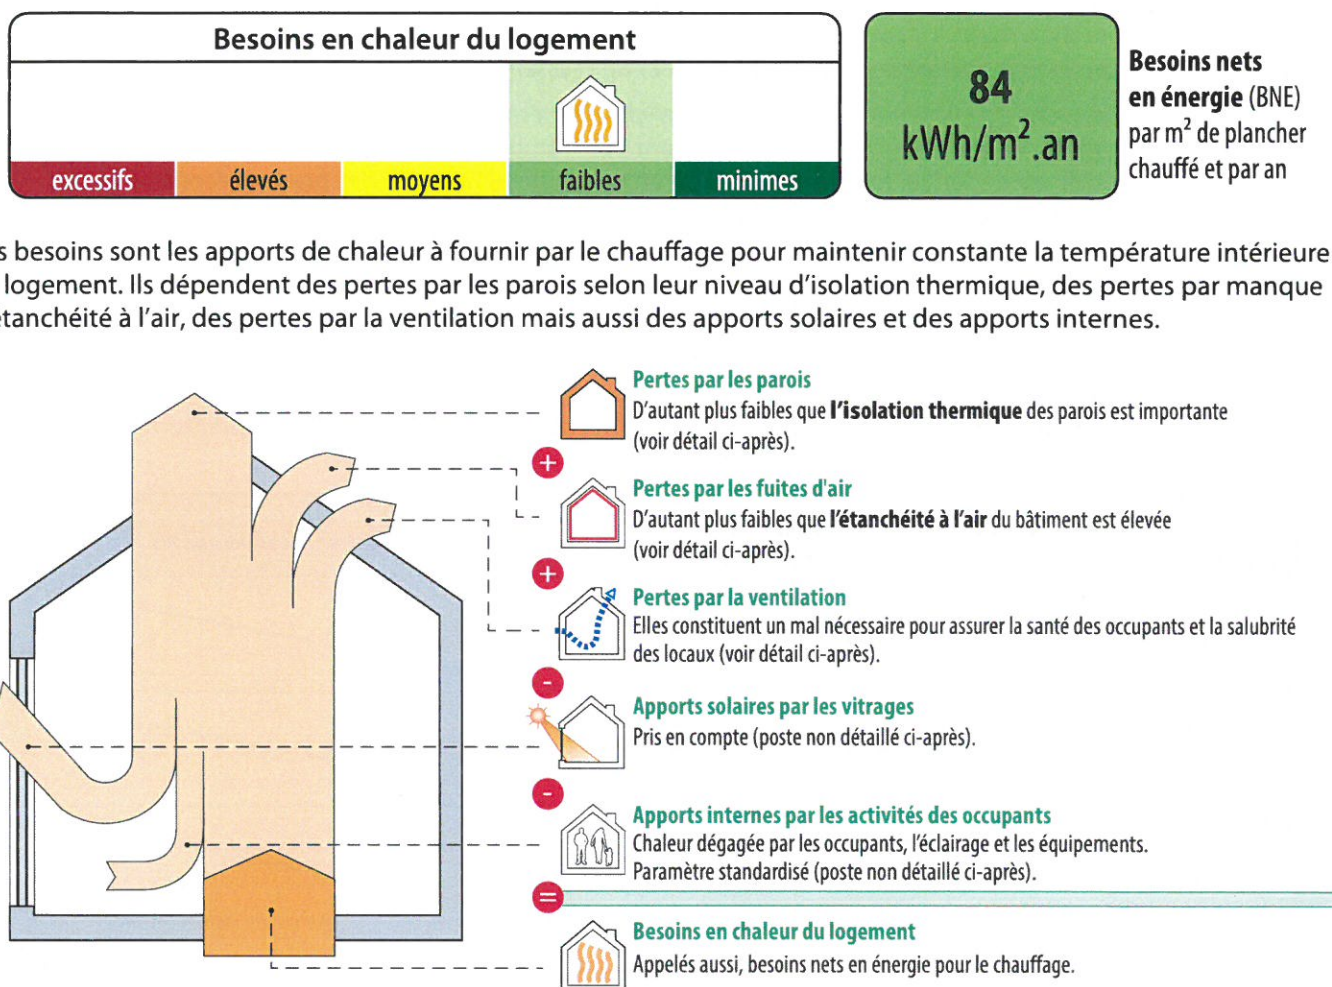 Besoins en chaleur du logement
excessifs
élevés
moyens
faibles
minimes
84
kWh/m².an
Besoins nets
en énergie (BNE)
par m² de plancher
chauffé et par an
s besoins sont les apports de chaleur à fournir par le chauffage pour maintenir constante la température intérieure
logement. Ils dépendent des pertes par les parois selon leur niveau d'isolation thermique, des pertes par manque
étanchéité à l'air, des pertes par la ventilation mais aussi des apports solaires et des apports internes.
Pertes par les parois
D'autant plus faibles que l'isolation thermique des parois est importante
(voir détail ci-après).
+
Pertes par les fuites d'air
D'autant plus faibles que l'étanchéité à l'air du bâtiment est élevée
(voir détail ci-après).
+
Pertes par la ventilation
Elles constituent un mal nécessaire pour assurer la santé des occupants et la salubrité
des locaux (voir détail ci-après).
-
Apports solaires par les vitrages
Pris en compte (poste non détaillé ci-après).
-
Apports internes par les activités des occupants
Chaleur dégagée par les occupants, l'éclairage et les équipements.
Paramètre standardisé (poste non détaillé ci-après).
=
Besoins en chaleur du logement
Appelés aussi, besoins nets en énergie pour le chauffage.